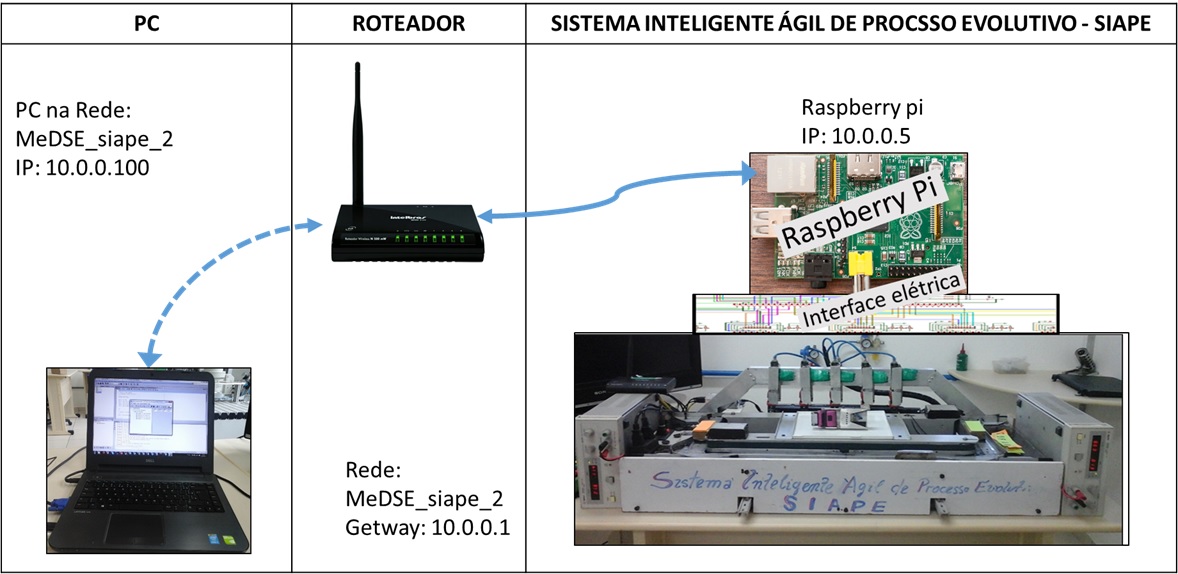 PC
ROTEADOR
SISTEMA INTELIGENTE ÁGIL DE PROCSSO EVOLUTIVO - SIAPE
PC na Rede:
MeDSE_siape_2
IP: 10.0.0.100
Raspberry pi
IP: 10.0.0.5
intelbras
Raspberry Pi
Interface elétrica
Rede:
MeDSE_siape_2
Getway: 10.0.0.1
Sistema Inteligente Agil de Processo Evoluti
SIAPE